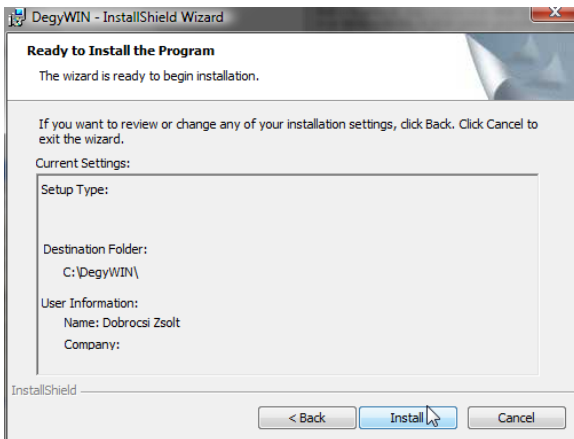 DegyWIN - InstallShield Wizard
Ready to Install the Program
The wizard is ready to begin installation.
If you want to review or change any of your installation settings, click Back. Click Cancel to
exit the wizard.
Current Settings:
Setup Type:
Destination Folder:
C:\DegyWIN\
User Information:
Name: Dobrocsi Zsolt
Company:
InstallShield
< Back
Install
Cancel